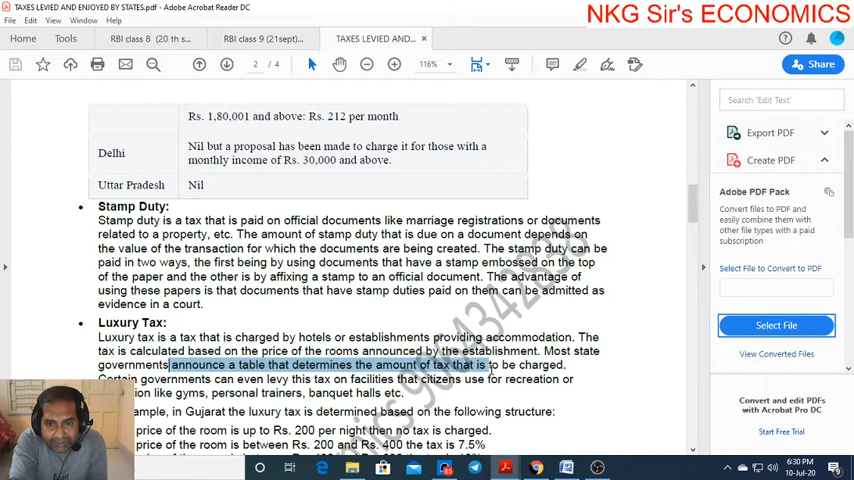 TAXES LEVIED AND ENJOYED BY STATES.pdf - Adobe Acrobat Reader DC
NKG Sir's ECONOMICS
File Edit View Window Help
Home Tools RBI class 8 (20 th s... RBI class 9 (21sept)... TAXES LEVIED AND... ×
Share
2 / 4 116%
Rs. 1,80,001 and above: Rs. 212 per month
Delhi Nil but a proposal has been made to charge it for those with a
monthly income of Rs. 30,000 and above.
Uttar Pradesh Nil
• Stamp Duty:
Stamp duty is a tax that is paid on official documents like marriage registrations or documents
related to a property, etc. The amount of stamp duty that is due on a document depends on
the value of the transaction for which the documents are being created. The stamp duty can be
paid in two ways, the first being by using documents that have a stamp embossed on the top
of the paper and the other is by affixing a stamp to an official document. The advantage of
using these papers is that documents that have stamp duties paid on them can be admitted as
evidence in a court.
• Luxury Tax:
Luxury tax is a tax that is charged by hotels or establishments providing accommodation. The
tax is calculated based on the price of the rooms announced by the establishment. Most state
governments announce a table that determines the amount of tax that is to be charged.
Certain governments can even levy this tax on facilities that citizens use for recreation or
tion like gyms, personal trainers, banquet halls etc.
example, in Gujarat the luxury tax is determined based on the following structure:
price of the room is up to Rs. 200 per night then no tax is charged.
price of the room is between Rs. 200 and Rs. 400 the tax is 7.5%
mics 9064342838
Search 'Edit Text'
Export PDF
Create PDF
Adobe PDF Pack
Convert files to PDF and
easily combine them with
other file types with a paid
subscription
Select File to Convert to PDF
Select File
View Converted Files
Convert and edit PDFs
with Acrobat Pro DC
Start Free Trial
6:30 PM
10-Jul-20